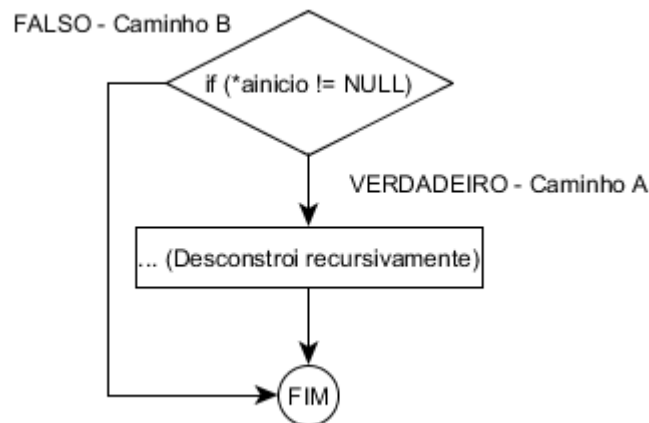 FALSO - Caminho B
if (*ainicio != NULL)
VERDADEIRO - Caminho A
... (Desconstroi recursivamente)
FIM